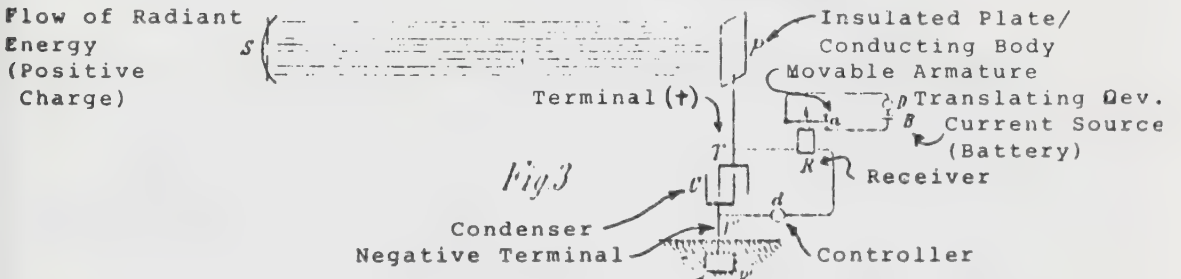 Flow of Radiant
Energy
(Positive
Charge)
S
P
Insulated Plate/
Conducting Body
Movable Armature
Terminal (+)
a
D
Translating Dev.
B
Current Source
(Battery)
T
R
Receiver
Fig. 3
C
d
Condenser
Negative Terminal
Controller